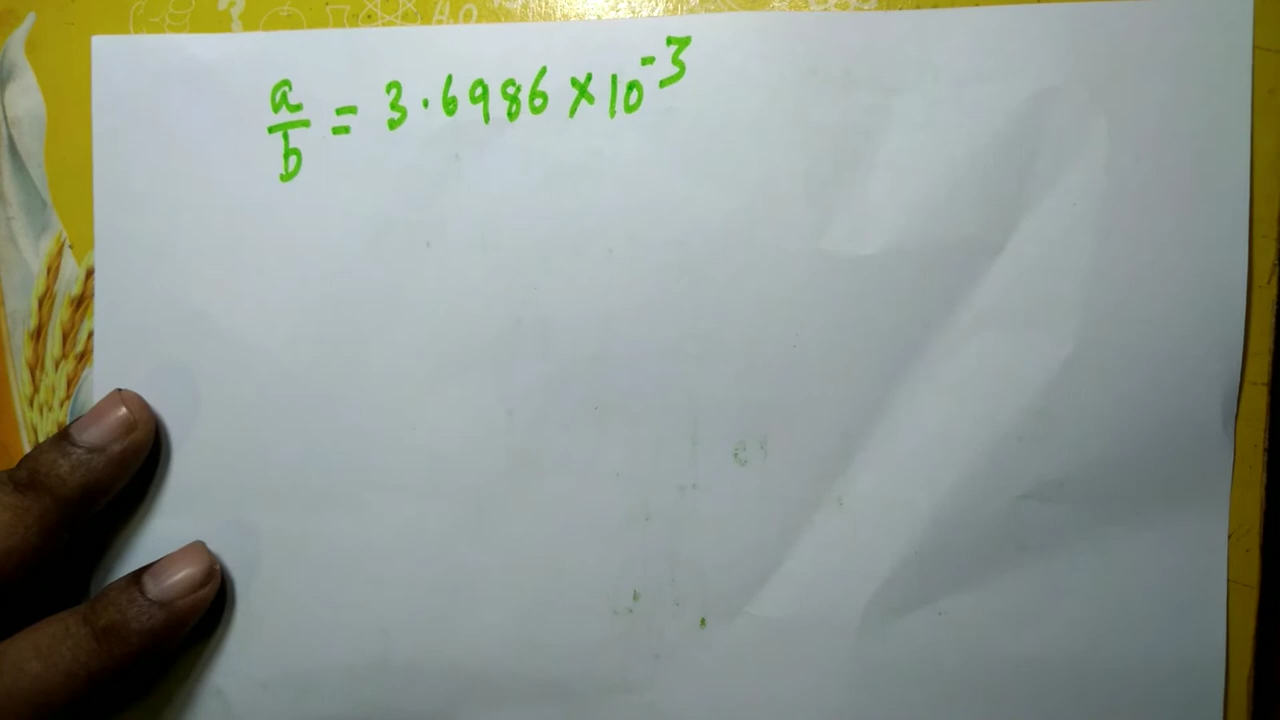 a/b = 3.6986 × 10⁻³